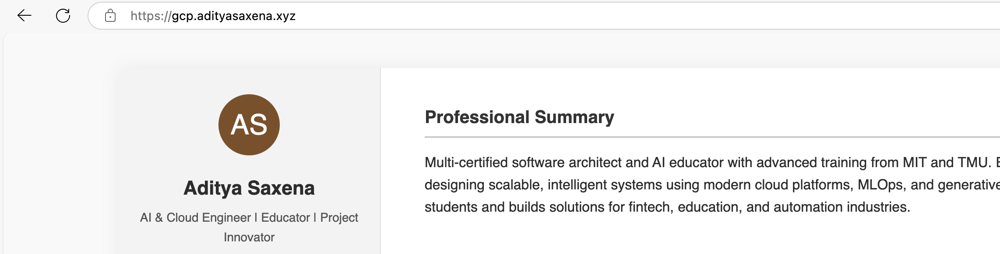 https://gcp.adityasaxena.xyz
AS
Aditya Saxena
AI & Cloud Engineer | Educator | Project
Innovator
Professional Summary
Multi-certified software architect and AI educator with advanced training from MIT and TMU.
designing scalable, intelligent systems using modern cloud platforms, MLOps, and generative
students and builds solutions for fintech, education, and automation industries.